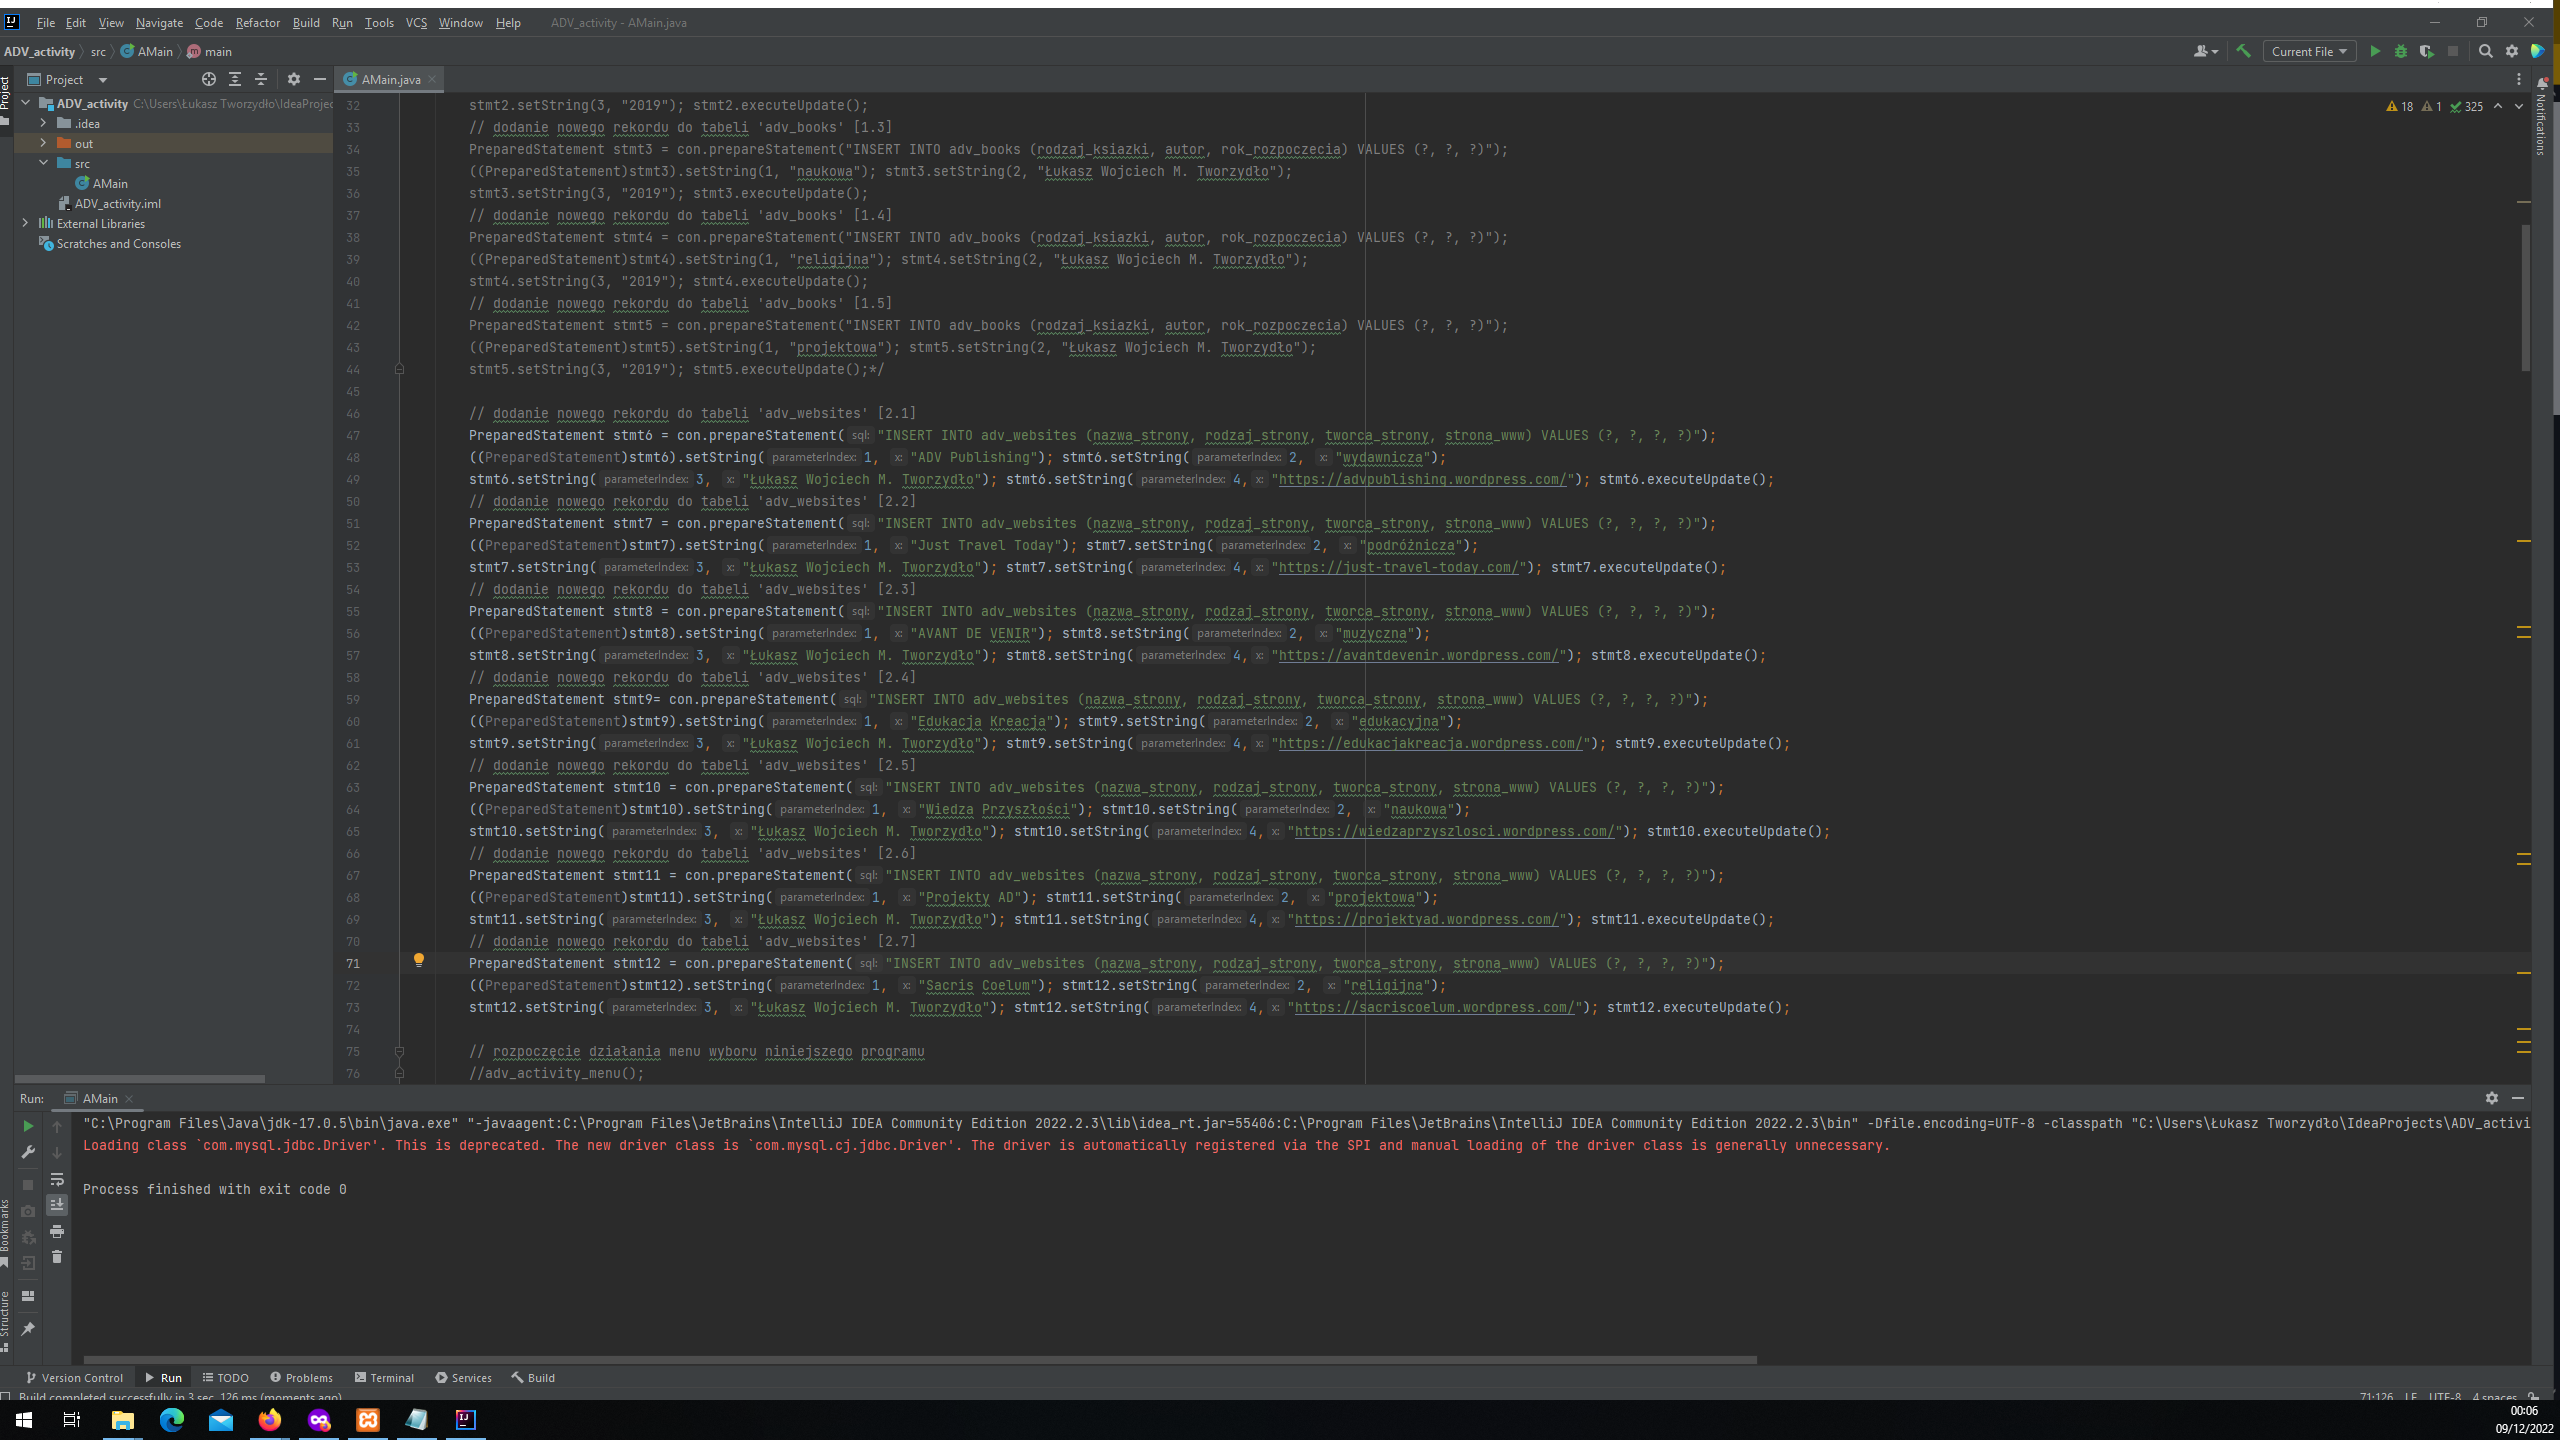 File Edit View Navigate Code Refactor Build Run Tools VCS Window Help ADV_activity - AMain.java
ADV_activity src AMain main
Current File
Project
AMain.java
Project
ADV_activity C:\Users\Łukasz Tworzydło\IdeaProjec
.idea
out
src
AMain
ADV_activity.iml
External Libraries
Scratches and Consoles
18 1 325
Notifications
32 stmt2.setString(3, "2019"); stmt2.executeUpdate();
33 // dodanie nowego rekordu do tabeli 'adv_books' [1.3]
34 PreparedStatement stmt3 = con.prepareStatement("INSERT INTO adv_books (rodzaj_ksiazki, autor, rok_rozpoczecia) VALUES (?, ?, ?)");
35 ((PreparedStatement)stmt3).setString(1, "naukowa"); stmt3.setString(2, "Łukasz Wojciech M. Tworzydło");
36 stmt3.setString(3, "2019"); stmt3.executeUpdate();
37 // dodanie nowego rekordu do tabeli 'adv_books' [1.4]
38 PreparedStatement stmt4 = con.prepareStatement("INSERT INTO adv_books (rodzaj_ksiazki, autor, rok_rozpoczecia) VALUES (?, ?, ?)");
39 ((PreparedStatement)stmt4).setString(1, "religijna"); stmt4.setString(2, "Łukasz Wojciech M. Tworzydło");
40 stmt4.setString(3, "2019"); stmt4.executeUpdate();
41 // dodanie nowego rekordu do tabeli 'adv_books' [1.5]
42 PreparedStatement stmt5 = con.prepareStatement("INSERT INTO adv_books (rodzaj_ksiazki, autor, rok_rozpoczecia) VALUES (?, ?, ?)");
43 ((PreparedStatement)stmt5).setString(1, "projektowa"); stmt5.setString(2, "Łukasz Wojciech M. Tworzydło");
44 stmt5.setString(3, "2019"); stmt5.executeUpdate();*/
45
46 // dodanie nowego rekordu do tabeli 'adv_websites' [2.1]
47 PreparedStatement stmt6 = con.prepareStatement( sql: "INSERT INTO adv_websites (nazwa_strony, rodzaj_strony, tworca_strony, strona_www) VALUES (?, ?, ?, ?)");
48 ((PreparedStatement)stmt6).setString( parameterIndex: 1, x: "ADV Publishing"); stmt6.setString( parameterIndex: 2, x: "wydawnicza");
49 stmt6.setString( parameterIndex: 3, x: "Łukasz Wojciech M. Tworzydło"); stmt6.setString( parameterIndex: 4, x: "https://advpublishing.wordpress.com/"); stmt6.executeUpdate();
50 // dodanie nowego rekordu do tabeli 'adv_websites' [2.2]
51 PreparedStatement stmt7 = con.prepareStatement( sql: "INSERT INTO adv_websites (nazwa_strony, rodzaj_strony, tworca_strony, strona_www) VALUES (?, ?, ?, ?)");
52 ((PreparedStatement)stmt7).setString( parameterIndex: 1, x: "Just Travel Today"); stmt7.setString( parameterIndex: 2, x: "podróżnicza");
53 stmt7.setString( parameterIndex: 3, x: "Łukasz Wojciech M. Tworzydło"); stmt7.setString( parameterIndex: 4, x: "https://just-travel-today.com/"); stmt7.executeUpdate();
54 // dodanie nowego rekordu do tabeli 'adv_websites' [2.3]
55 PreparedStatement stmt8 = con.prepareStatement( sql: "INSERT INTO adv_websites (nazwa_strony, rodzaj_strony, tworca_strony, strona_www) VALUES (?, ?, ?, ?)");
56 ((PreparedStatement)stmt8).setString( parameterIndex: 1, x: "AVANT DE VENIR"); stmt8.setString( parameterIndex: 2, x: "muzyczna");
57 stmt8.setString( parameterIndex: 3, x: "Łukasz Wojciech M. Tworzydło"); stmt8.setString( parameterIndex: 4, x: "https://avantdevenir.wordpress.com/"); stmt8.executeUpdate();
58 // dodanie nowego rekordu do tabeli 'adv_websites' [2.4]
59 PreparedStatement stmt9= con.prepareStatement( sql: "INSERT INTO adv_websites (nazwa_strony, rodzaj_strony, tworca_strony, strona_www) VALUES (?, ?, ?, ?)");
60 ((PreparedStatement)stmt9).setString( parameterIndex: 1, x: "Edukacja Kreacja"); stmt9.setString( parameterIndex: 2, x: "edukacyjna");
61 stmt9.setString( parameterIndex: 3, x: "Łukasz Wojciech M. Tworzydło"); stmt9.setString( parameterIndex: 4, x: "https://edukacjakreacja.wordpress.com/"); stmt9.executeUpdate();
62 // dodanie nowego rekordu do tabeli 'adv_websites' [2.5]
63 PreparedStatement stmt10 = con.prepareStatement( sql: "INSERT INTO adv_websites (nazwa_strony, rodzaj_strony, tworca_strony, strona_www) VALUES (?, ?, ?, ?)");
64 ((PreparedStatement)stmt10).setString( parameterIndex: 1, x: "Wiedza Przyszłości"); stmt10.setString( parameterIndex: 2, x: "naukowa");
65 stmt10.setString( parameterIndex: 3, x: "Łukasz Wojciech M. Tworzydło"); stmt10.setString( parameterIndex: 4, x: "https://wiedzaprzyszlosci.wordpress.com/"); stmt10.executeUpdate();
66 // dodanie nowego rekordu do tabeli 'adv_websites' [2.6]
67 PreparedStatement stmt11 = con.prepareStatement( sql: "INSERT INTO adv_websites (nazwa_strony, rodzaj_strony, tworca_strony, strona_www) VALUES (?, ?, ?, ?)");
68 ((PreparedStatement)stmt11).setString( parameterIndex: 1, x: "Projekty AD"); stmt11.setString( parameterIndex: 2, x: "projektowa");
69 stmt11.setString( parameterIndex: 3, x: "Łukasz Wojciech M. Tworzydło"); stmt11.setString( parameterIndex: 4, x: "https://projektyad.wordpress.com/"); stmt11.executeUpdate();
70 // dodanie nowego rekordu do tabeli 'adv_websites' [2.7]
71 PreparedStatement stmt12 = con.prepareStatement( sql: "INSERT INTO adv_websites (nazwa_strony, rodzaj_strony, tworca_strony, strona_www) VALUES (?, ?, ?, ?)");
72 ((PreparedStatement)stmt12).setString( parameterIndex: 1, x: "Sacris Coelum"); stmt12.setString( parameterIndex: 2, x: "religijna");
73 stmt12.setString( parameterIndex: 3, x: "Łukasz Wojciech M. Tworzydło"); stmt12.setString( parameterIndex: 4, x: "https://sacriscoelum.wordpress.com/"); stmt12.executeUpdate();
74
75 // rozpoczęcie działania menu wyboru niniejszego programu
76 //adv_activity_menu();
Run: AMain
"C:\Program Files\Java\jdk-17.0.5\bin\java.exe" "-javaagent:C:\Program Files\JetBrains\IntelliJ IDEA Community Edition 2022.2.3\lib\idea_rt.jar=55406:C:\Program Files\JetBrains\IntelliJ IDEA Community Edition 2022.2.3\bin" -Dfile.encoding=UTF-8 -classpath "C:\Users\Łukasz Tworzydło\IdeaProjects\ADV_activi
Loading class `com.mysql.jdbc.Driver'. This is deprecated. The new driver class is `com.mysql.cj.jdbc.Driver'. The driver is automatically registered via the SPI and manual loading of the driver class is generally unnecessary.
Process finished with exit code 0
Bookmarks
Structure
Version Control Run TODO Problems Terminal Services Build
Build completed successfully in 3 sec, 126 ms (moments ago)
71:126 LF UTF-8 4 spaces
00:06
09/12/2022